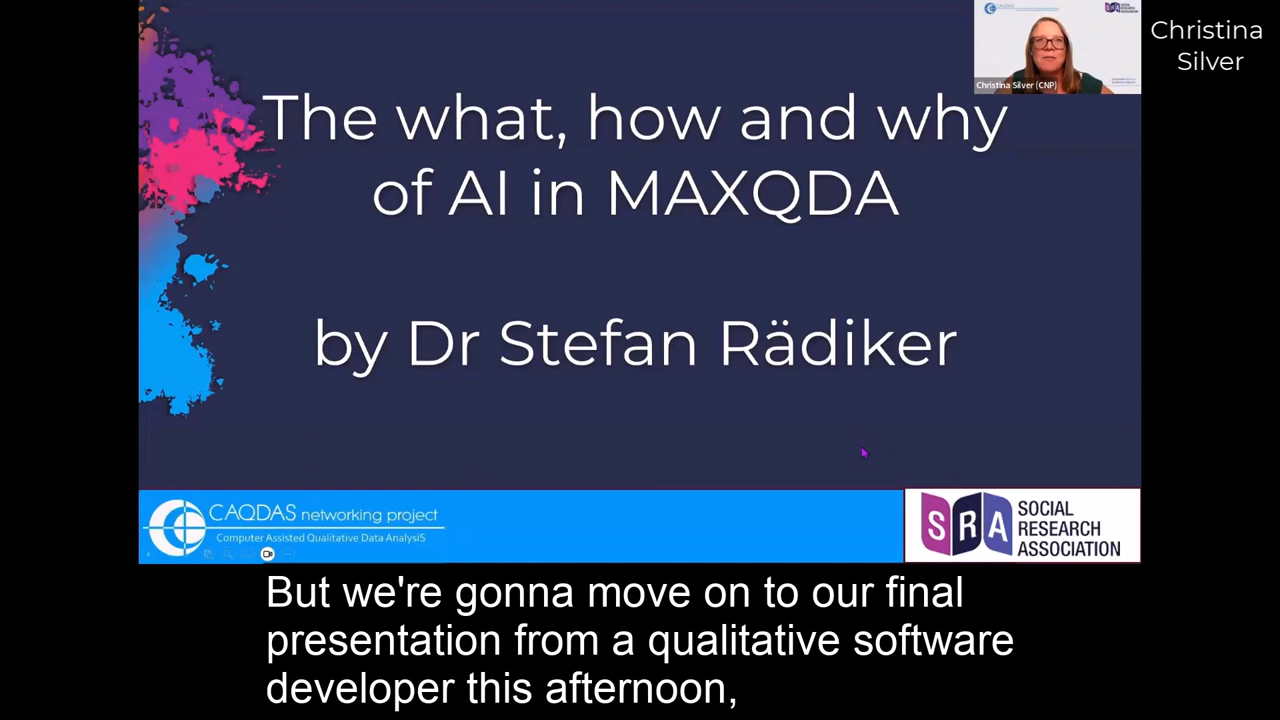 The what, how and why
of AI in MAXQDA
by Dr Stefan Rädiker
Christina Silver (CNP)
Christina
Silver
CAQDAS networking project
Computer Assisted Qualitative Data AnalysiS
SRA
SOCIAL
RESEARCH
ASSOCIATION
But we're gonna move on to our final
presentation from a qualitative software
developer this afternoon,